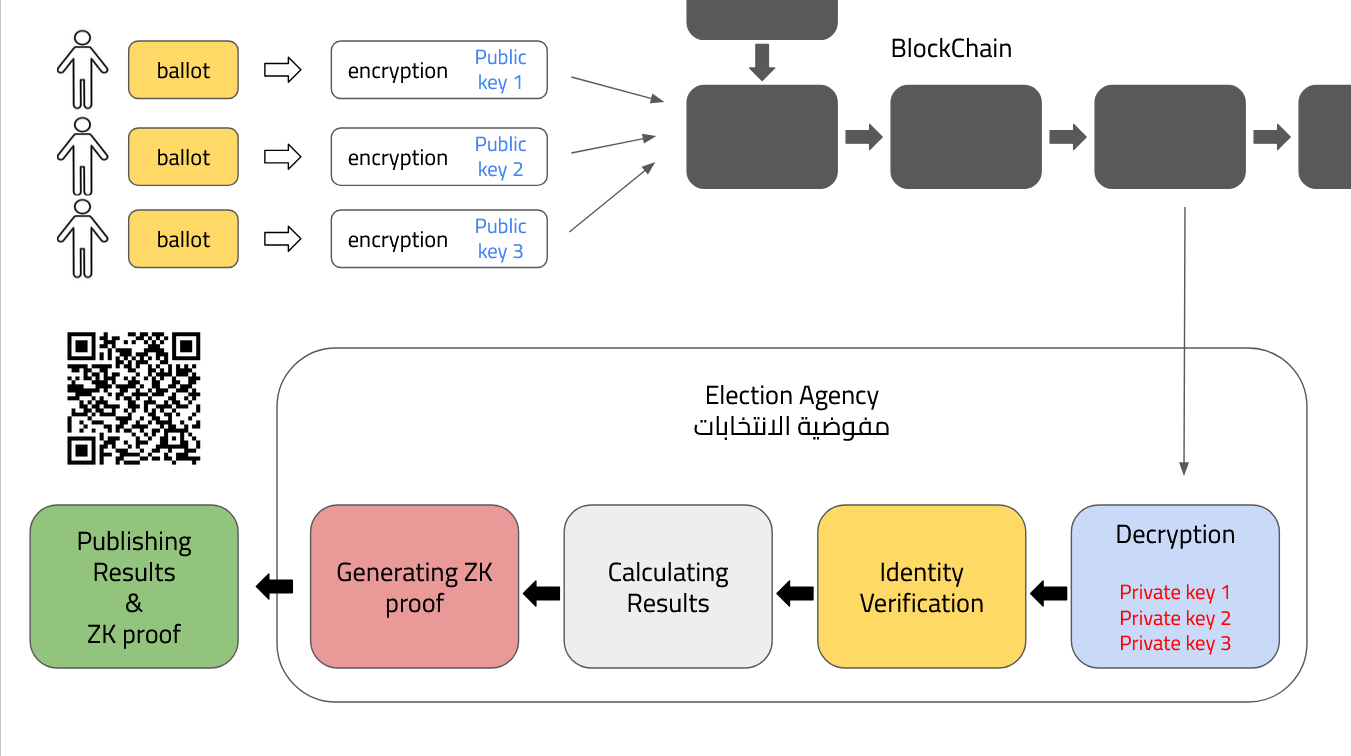 BlockChain
ballot
encryption
Public
key 1
ballot
encryption
Public
key 2
ballot
encryption
Public
key 3
Election Agency
مفوضية الانتخابات
Publishing
Results
&
ZK proof
Generating ZK
proof
Calculating
Results
Identity
Verification
Decryption
Private key 1
Private key 2
Private key 3